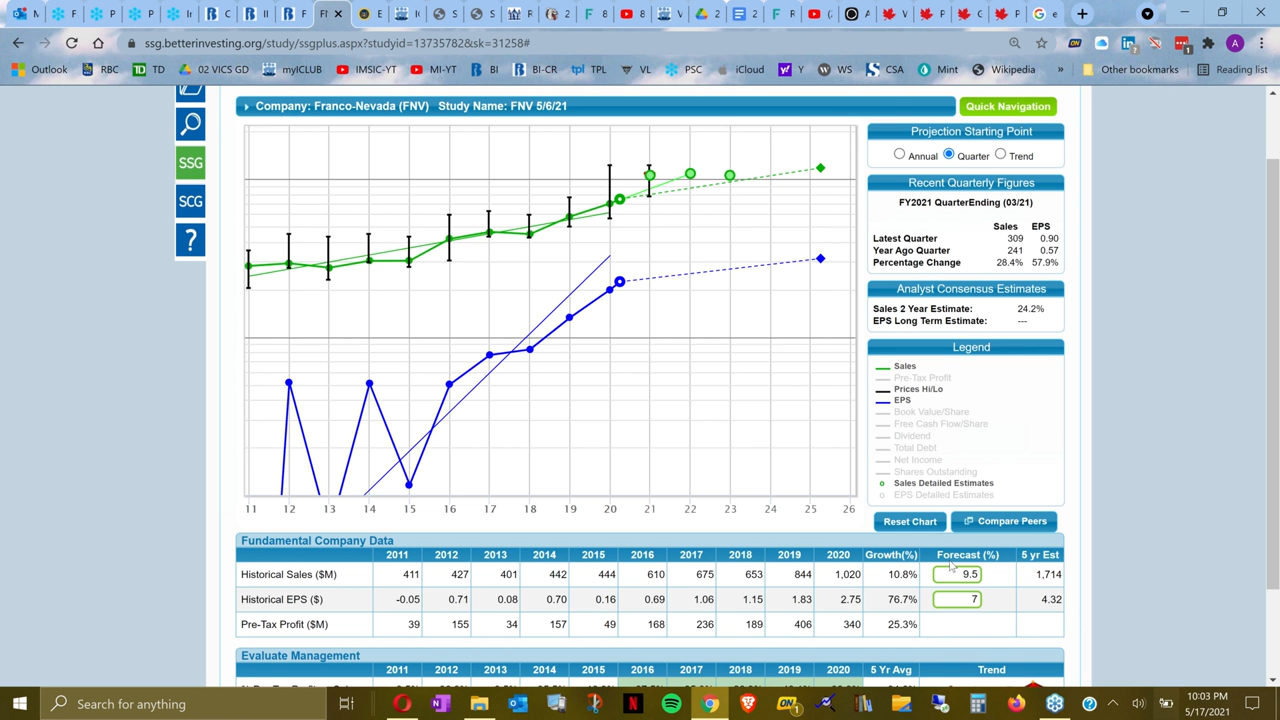 ssg.betterinvesting.org/study/ssgplus.aspx?studyid=13735782&sk=31258#
Outlook RBC TD 02 VICS GD myICLUB IMSIC-YT MI-YT BI BI-CR TPL VL PSC iCloud Y WS CSA Mint Wikipedia » Other bookmarks Reading list
Company: Franco-Nevada (FNV) Study Name: FNV 5/6/21
Quick Navigation
Projection Starting Point
Annual Quarter Trend
Recent Quarterly Figures
FY2021 QuarterEnding (03/21)
Sales EPS
Latest Quarter 309 0.90
Year Ago Quarter 241 0.57
Percentage Change 28.4% 57.9%
Analyst Consensus Estimates
Sales 2 Year Estimate: 24.2%
EPS Long Term Estimate: ---
Legend
Sales
Pre-Tax Profit
Prices Hi/Lo
EPS
Book Value/Share
Free Cash Flow/Share
Dividend
Total Debt
Net Income
Shares Outstanding
Sales Detailed Estimates
EPS Detailed Estimates
SSG
SCG
?
11 12 13 14 15 16 17 18 19 20 21 22 23 24 25 26
Reset Chart Compare Peers
Fundamental Company Data
2011 2012 2013 2014 2015 2016 2017 2018 2019 2020 Growth(%) Forecast (%) 5 yr Est
Historical Sales ($M) 411 427 401 442 444 610 675 653 844 1,020 10.8% 9.5 1,714
Historical EPS ($) -0.05 0.71 0.08 0.70 0.16 0.69 1.06 1.15 1.83 2.75 76.7% 7 4.32
Pre-Tax Profit ($M) 39 155 34 157 49 168 236 189 406 340 25.3%
Evaluate Management
2011 2012 2013 2014 2015 2016 2017 2018 2019 2020 5 Yr Avg Trend
Type here to search
10:03 PM
5/17/2021